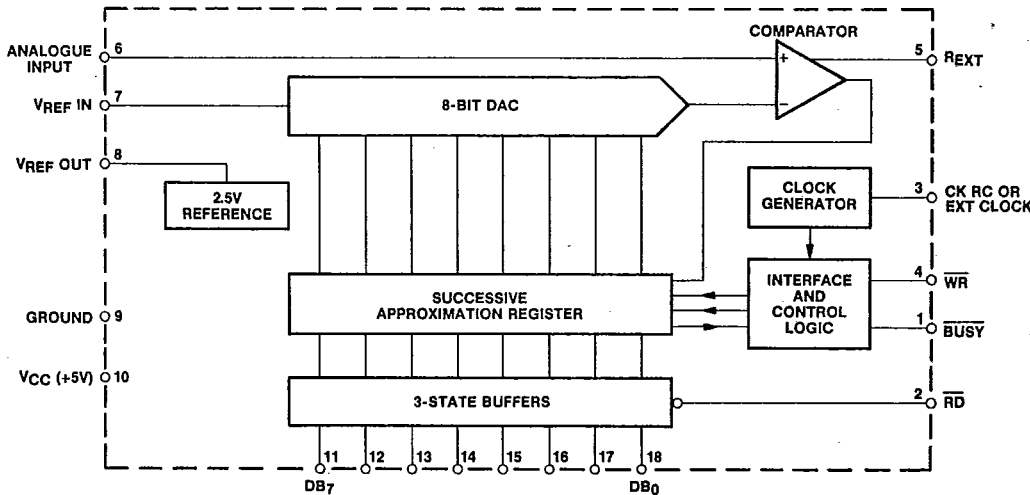 COMPARATOR
ANALOGUE
INPUT
6
5
REXT
VREF IN
7
8-BIT DAC
+
−
VREF OUT
8
2.5V
REFERENCE
CLOCK
GENERATOR
3
CK RC OR
EXT CLOCK
GROUND
9
SUCCESSIVE
APPROXIMATION REGISTER
INTERFACE
AND
CONTROL
LOGIC
4
WR
1
BUSY
VCC (+5V)
10
3-STATE BUFFERS
2
RD
11 12 13 14 15 16 17 18
DB7 DB0